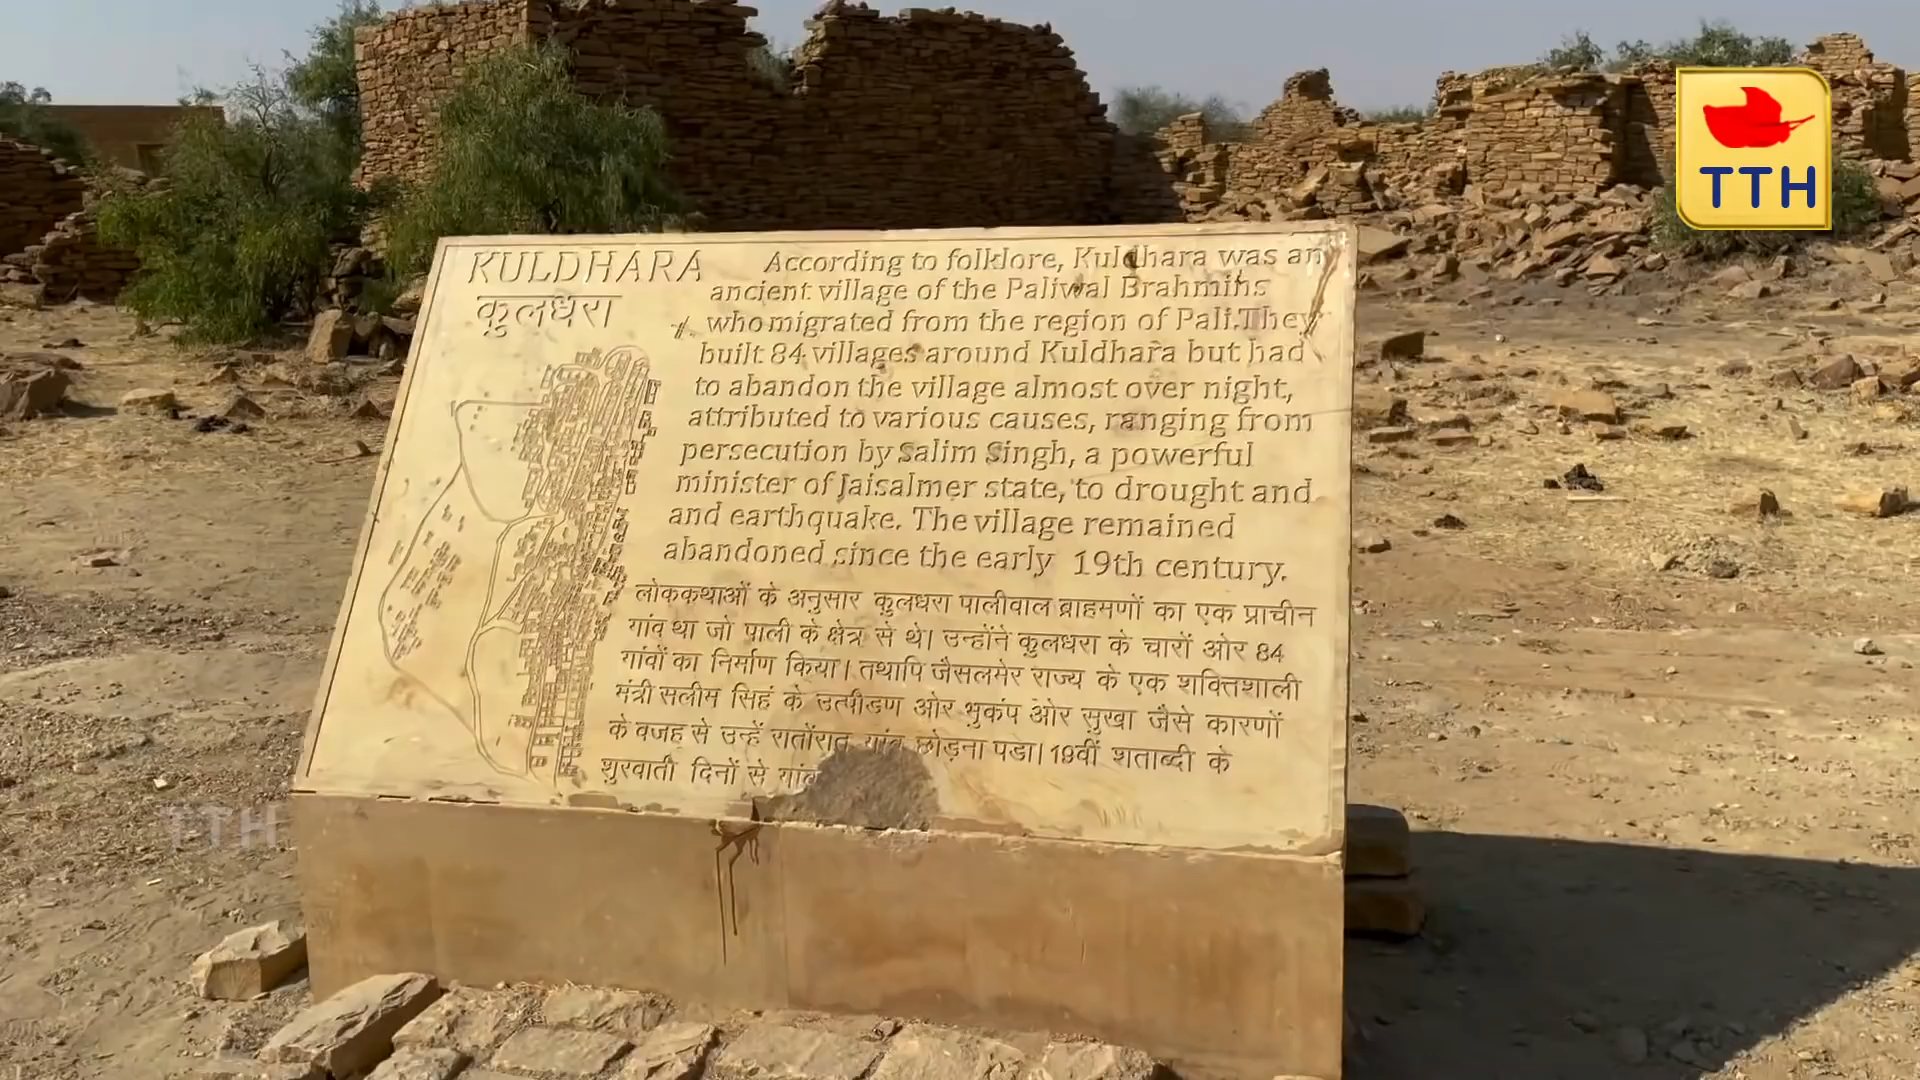 TTH
KULDHARA
कुलधरा
According to folklore, Kuldhara was an
ancient village of the Paliwal Brahmins
who migrated from the region of Pali.They
built 84 villages around Kuldhara but had
to abandon the village almost over night,
attributed to various causes, ranging from
persecution by Salim Singh, a powerful
minister of Jaisalmer state, to drought and
and earthquake. The village remained
abandoned since the early 19th century.
लोककथाओं के अनुसार कुलधरा पालीवाल ब्राहमणों का एक प्राचीन
गांव था जो पाली के क्षेत्र से थे। उन्होंने कुलधरा के चारों ओर 84
गांवों का निर्माण किया। तथापि जैसलमेर राज्य के एक शक्तिशाली
मंत्री सलीम सिहं के उत्पीडण ओर भुकंप ओर सुखा जैसे कारणों
के वजह से उन्हें रातोंरात गांव छोड़ना पडा। 19वीं शताब्दी के
शुरवाती दिनों से गांव
TTH